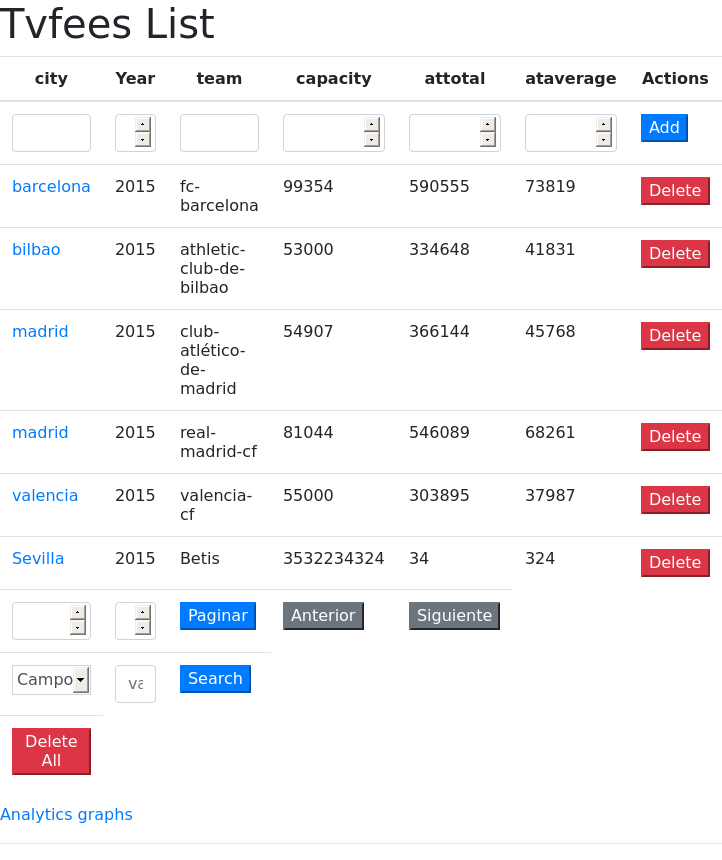 Tvfees List
city Year team capacity attotal ataverage Actions
Add
barcelona 2015 fc- 99354 590555 73819 Delete
barcelona
bilbao 2015 athletic- 53000 334648 41831 Delete
club-de-
bilbao
madrid 2015 club- 54907 366144 45768 Delete
atlético-
de-
madrid
madrid 2015 real- 81044 546089 68261 Delete
madrid-cf
valencia 2015 valencia- 55000 303895 37987 Delete
cf
Sevilla 2015 Betis 3532234324 34 324 Delete
Paginar Anterior Siguiente
Campo Search
Delete
All
Analytics graphs